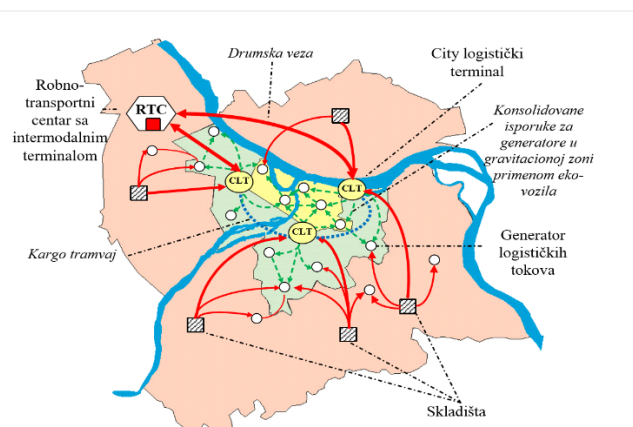 Drumska veza
City logistički
terminal
Robno-
transportni
centar sa
intermodalnim
terminalom
RTC
Konsolidovane
isporuke za
generatore u
gravitacionoj zoni
primenom eko-
vozila
CLT
CLT
CLT
Kargo tramvaj
Generator
logističkih
tokova
Skladišta